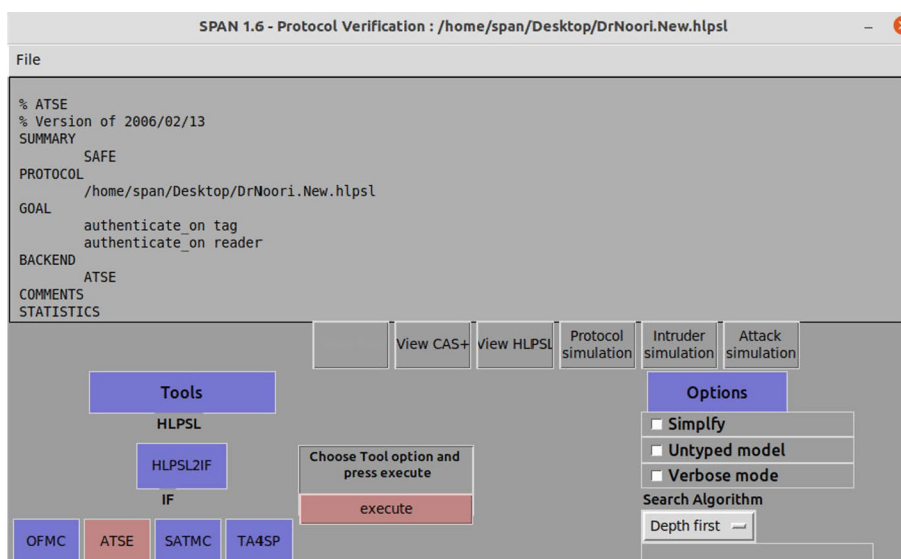 SPAN 1.6 - Protocol Verification : /home/span/Desktop/DrNoori.New.hlpsl
File
% ATSE
% Version of 2006/02/13
SUMMARY
SAFE
PROTOCOL
/home/span/Desktop/DrNoori.New.hlpsl
GOAL
authenticate_on tag
authenticate_on reader
BACKEND
ATSE
COMMENTS
STATISTICS
View CAS+
View HLPSL
Protocol
simulation
Intruder
simulation
Attack
simulation
Tools
HLPSL
HLPSL2IF
IF
OFMC
ATSE
SATMC
TA4SP
Choose Tool option and
press execute
execute
Options
Simplfy
Untyped model
Verbose mode
Search Algorithm
Depth first